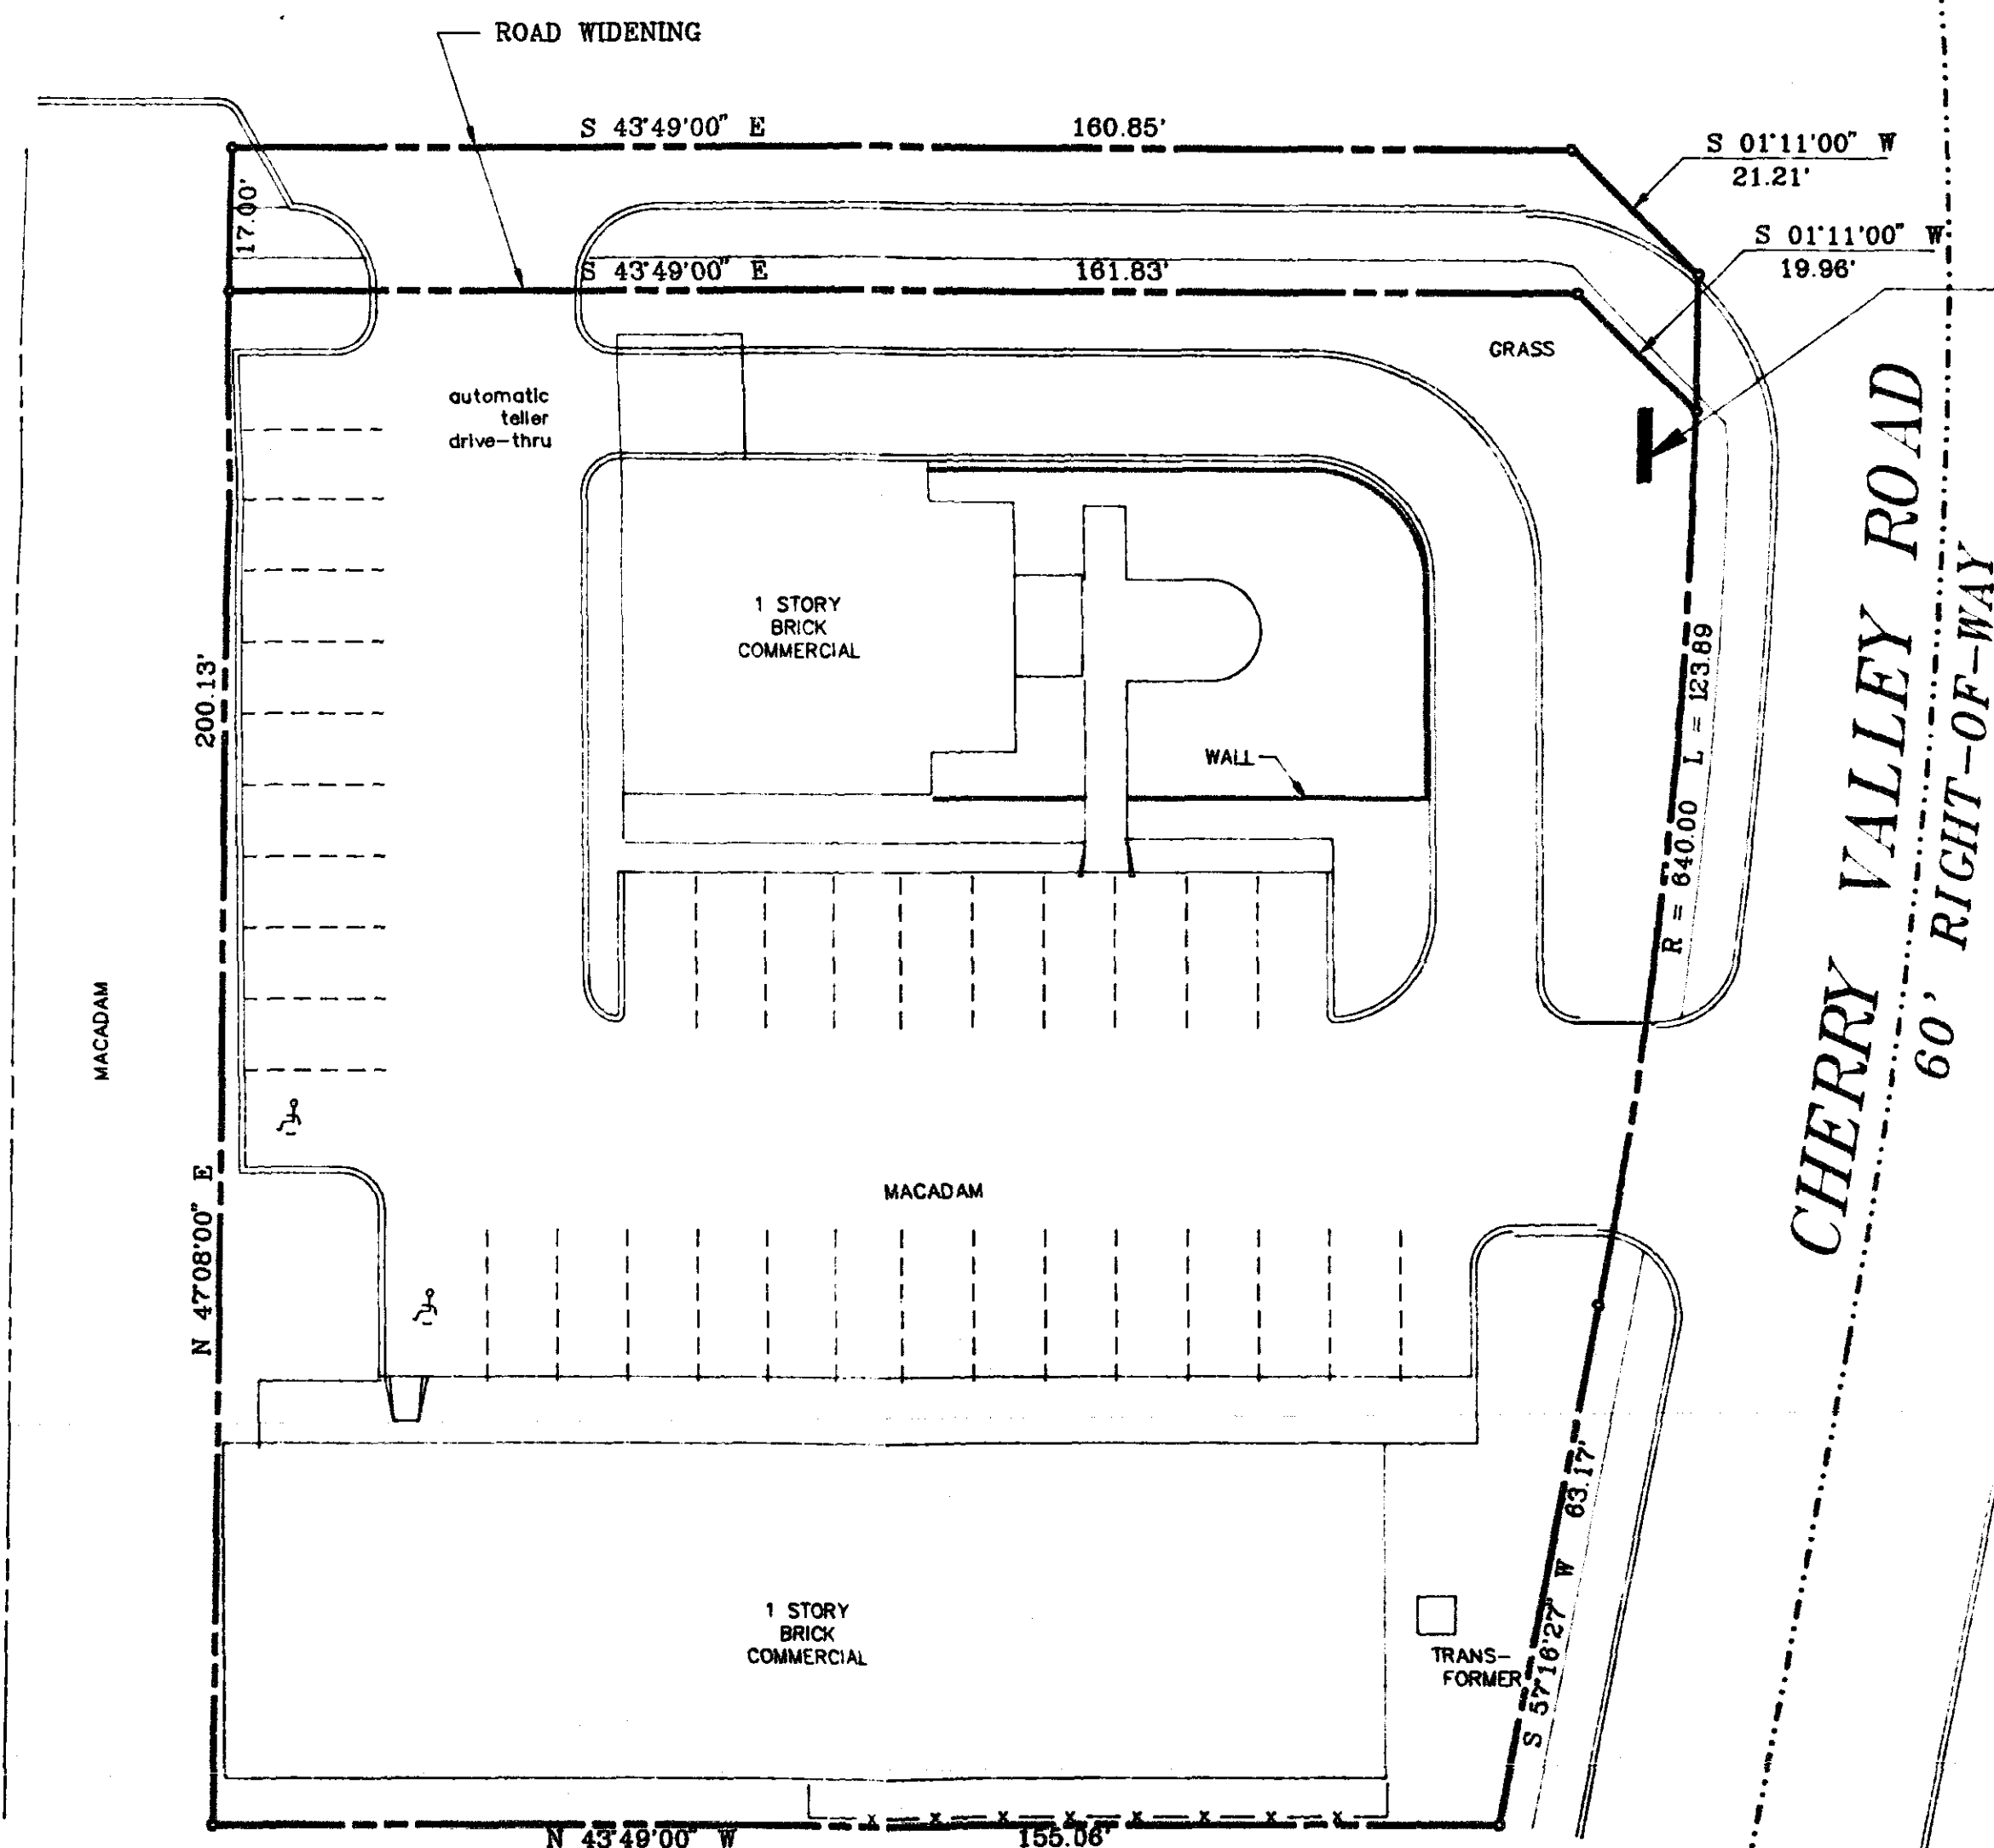 ROAD WIDENING
S 43°49'00" E 160.85'
S 01°11'00" W
21.21'
17.00'
S 01°11'00" W
19.96'
S 43°49'00" E 161.83'
GRASS
automatic
teller
drive-thru
1 STORY
BRICK
COMMERCIAL
WALL
200.13'
N 47°08'00" E
R = 640.00 L = 123.89
CHERRY VALLEY ROAD
60' RIGHT-OF-WAY
MACADAM
MACADAM
S 57°16'27" W 63.17'
1 STORY
BRICK
COMMERCIAL
TRANS-
FORMER
x x x x x x x x
N 43°49'00" W 155.06'